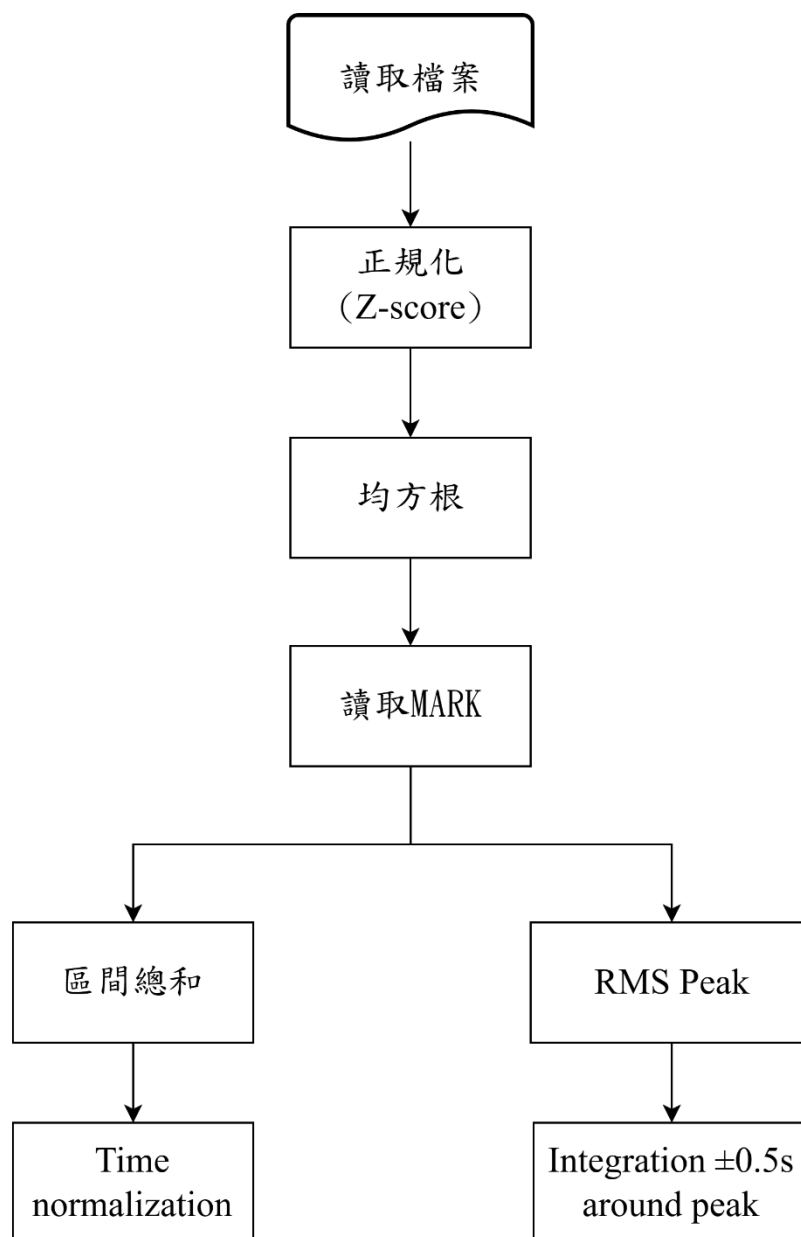 讀取檔案
正規化
（Z-score）
均方根
讀取MARK
區間總和
RMS Peak
Time
normalization
Integration ±0.5s
around peak